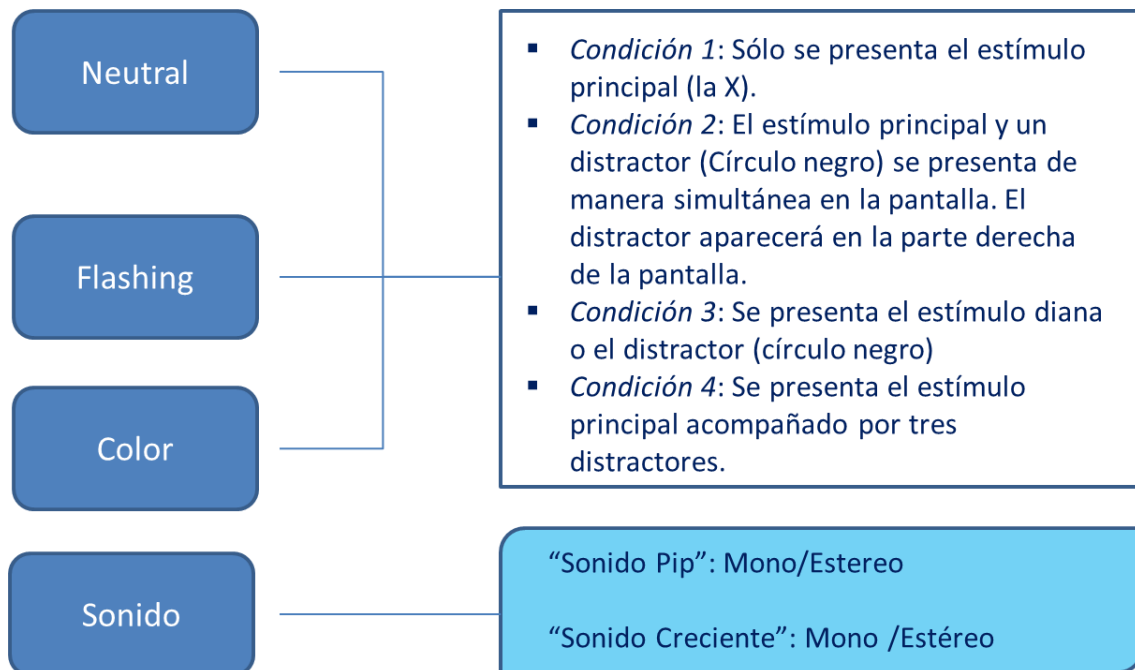 Neutral
Flashing
Color
Sonido
▪ Condición 1: Sólo se presenta el estímulo
principal (la X).
▪ Condición 2: El estímulo principal y un
distractor (Círculo negro) se presenta de
manera simultánea en la pantalla. El
distractor aparecerá en la parte derecha
de la pantalla.
▪ Condición 3: Se presenta el estímulo diana
o el distractor (círculo negro)
▪ Condición 4: Se presenta el estímulo
principal acompañado por tres
distractores.
“Sonido Pip”: Mono/Estereo
“Sonido Creciente”: Mono /Estéreo